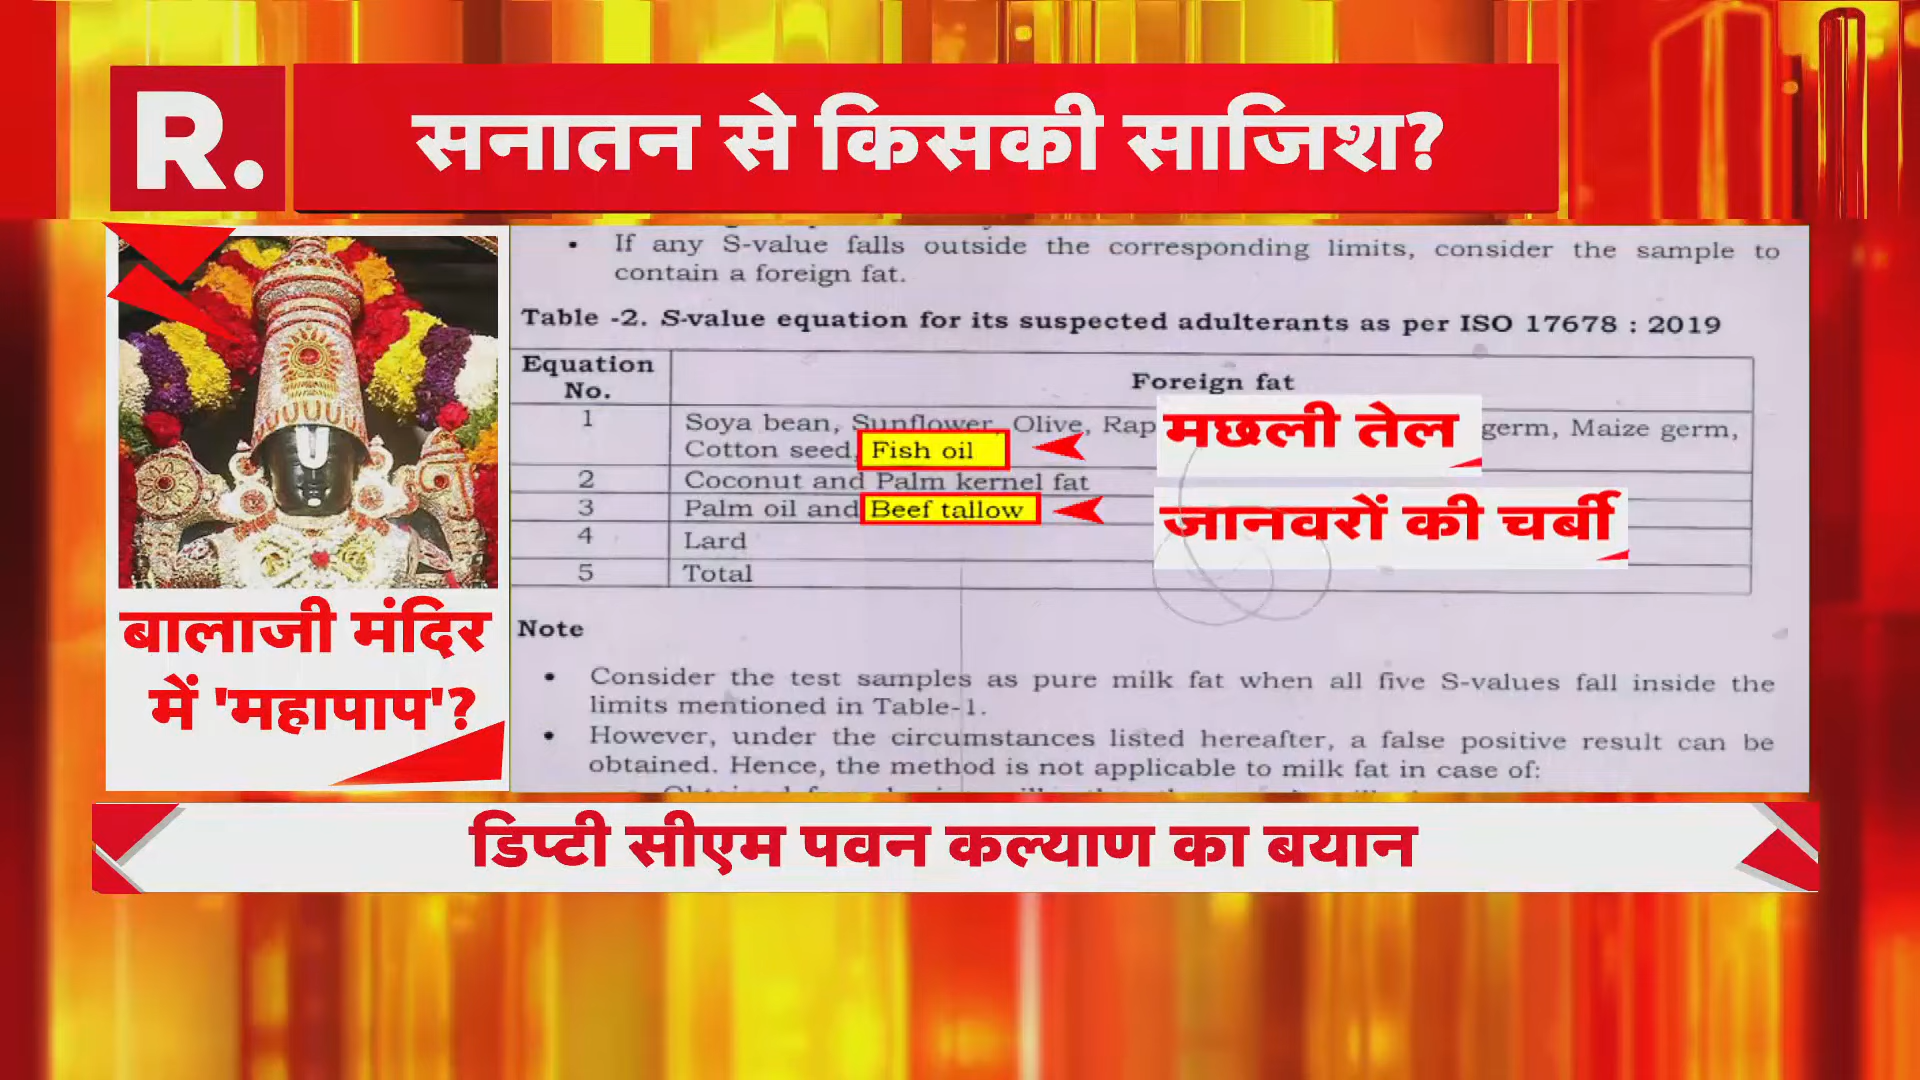 R.
सनातन से किसकी साजिश?
बालाजी मंदिर
में 'महापाप'?
• If any S-value falls outside the corresponding limits, consider the sample to
contain a foreign fat.
Table -2. S-value equation for its suspected adulterants as per ISO 17678 : 2019
Equation No. Foreign fat
1 Soya bean, Sunflower, Olive, Rap germ, Maize germ,
Cotton seed, Fish oil
मछली तेल
2 Coconut and Palm kernel fat
3 Palm oil and Beef tallow
जानवरों की चर्बी
4 Lard
5 Total
Note
• Consider the test samples as pure milk fat when all five S-values fall inside the
limits mentioned in Table-1.
• However, under the circumstances listed hereafter, a false positive result can be
obtained. Hence, the method is not applicable to milk fat in case of:
डिप्टी सीएम पवन कल्याण का बयान